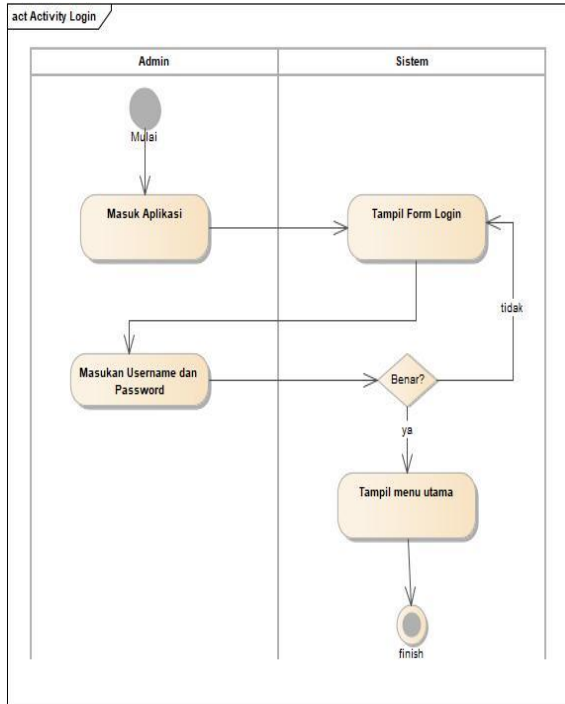 act Activity Login
Admin
Sistem
Mulai
Masuk Aplikasi
Tampil Form Login
tidak
Masukan Username dan
Password
Benar?
ya
Tampil menu utama
finish